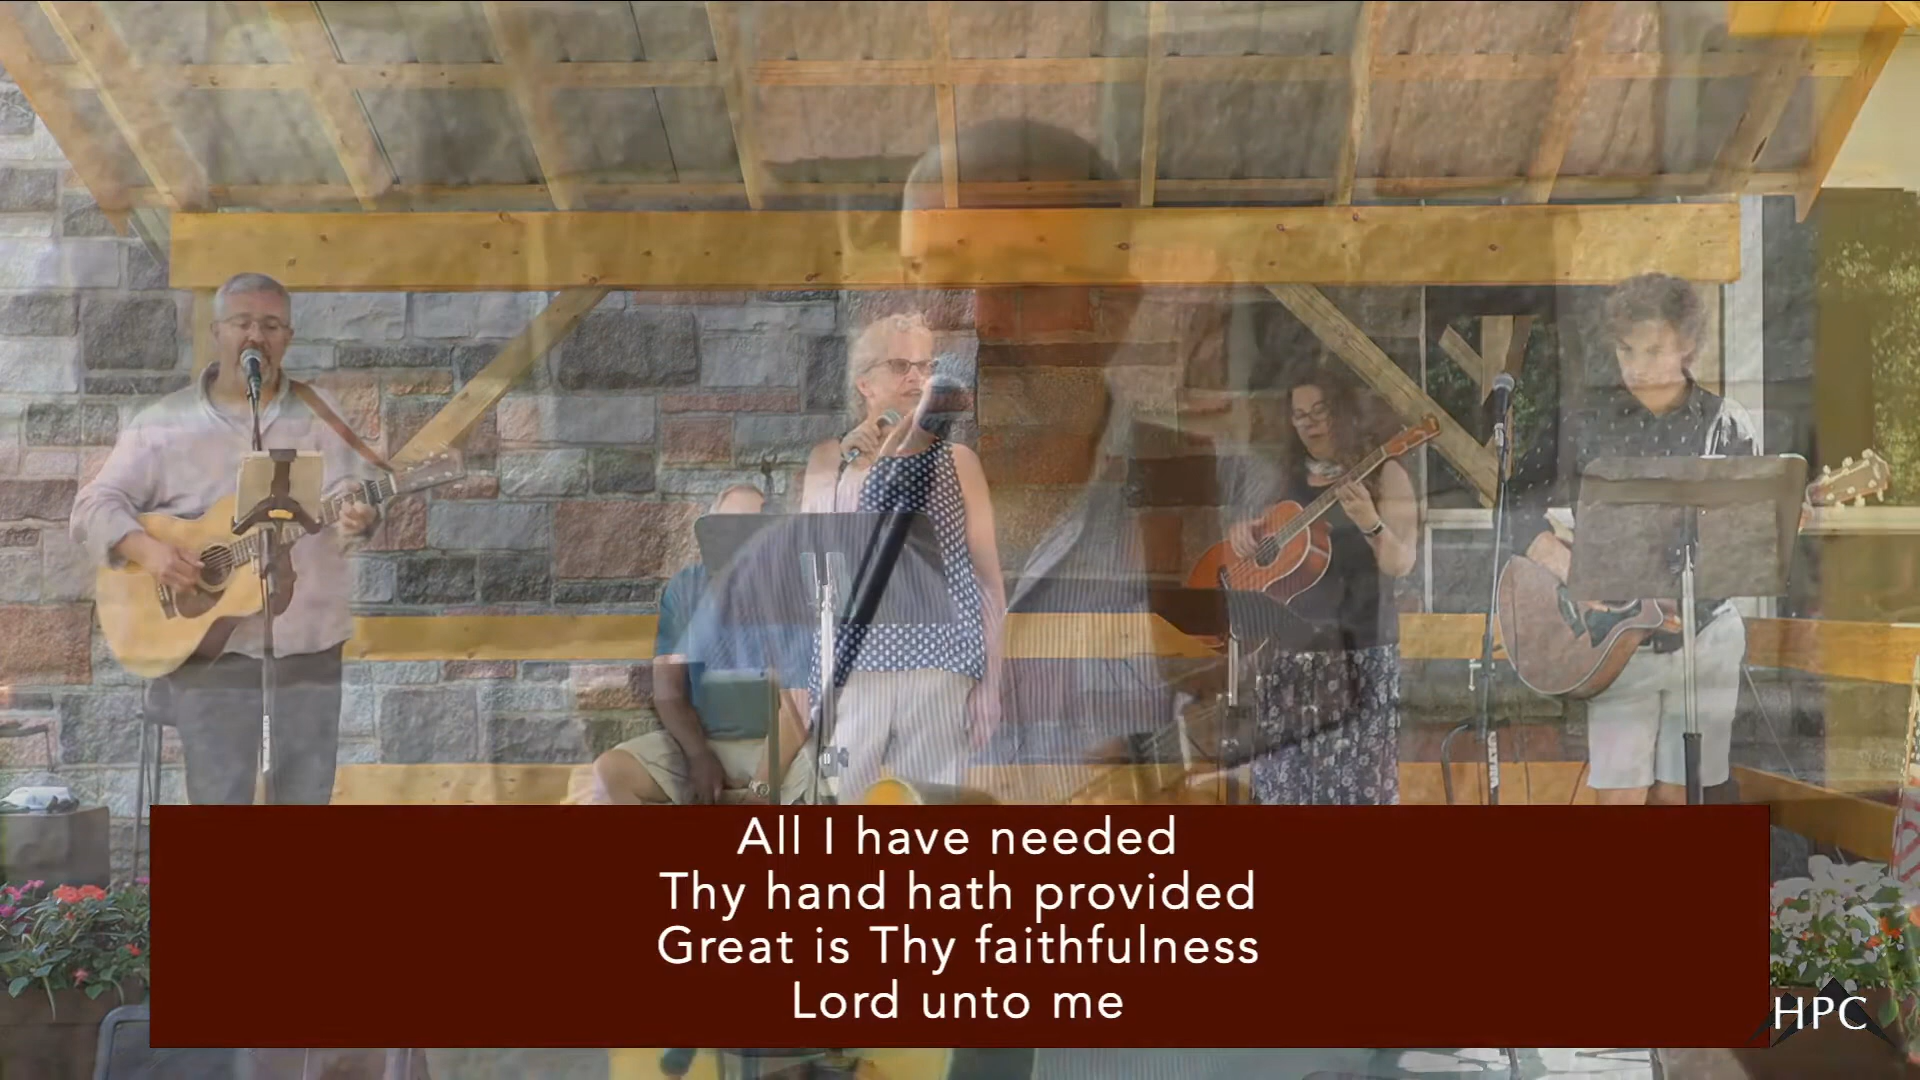 All I have needed
Thy hand hath provided
Great is Thy faithfulness
Lord unto me
HPC